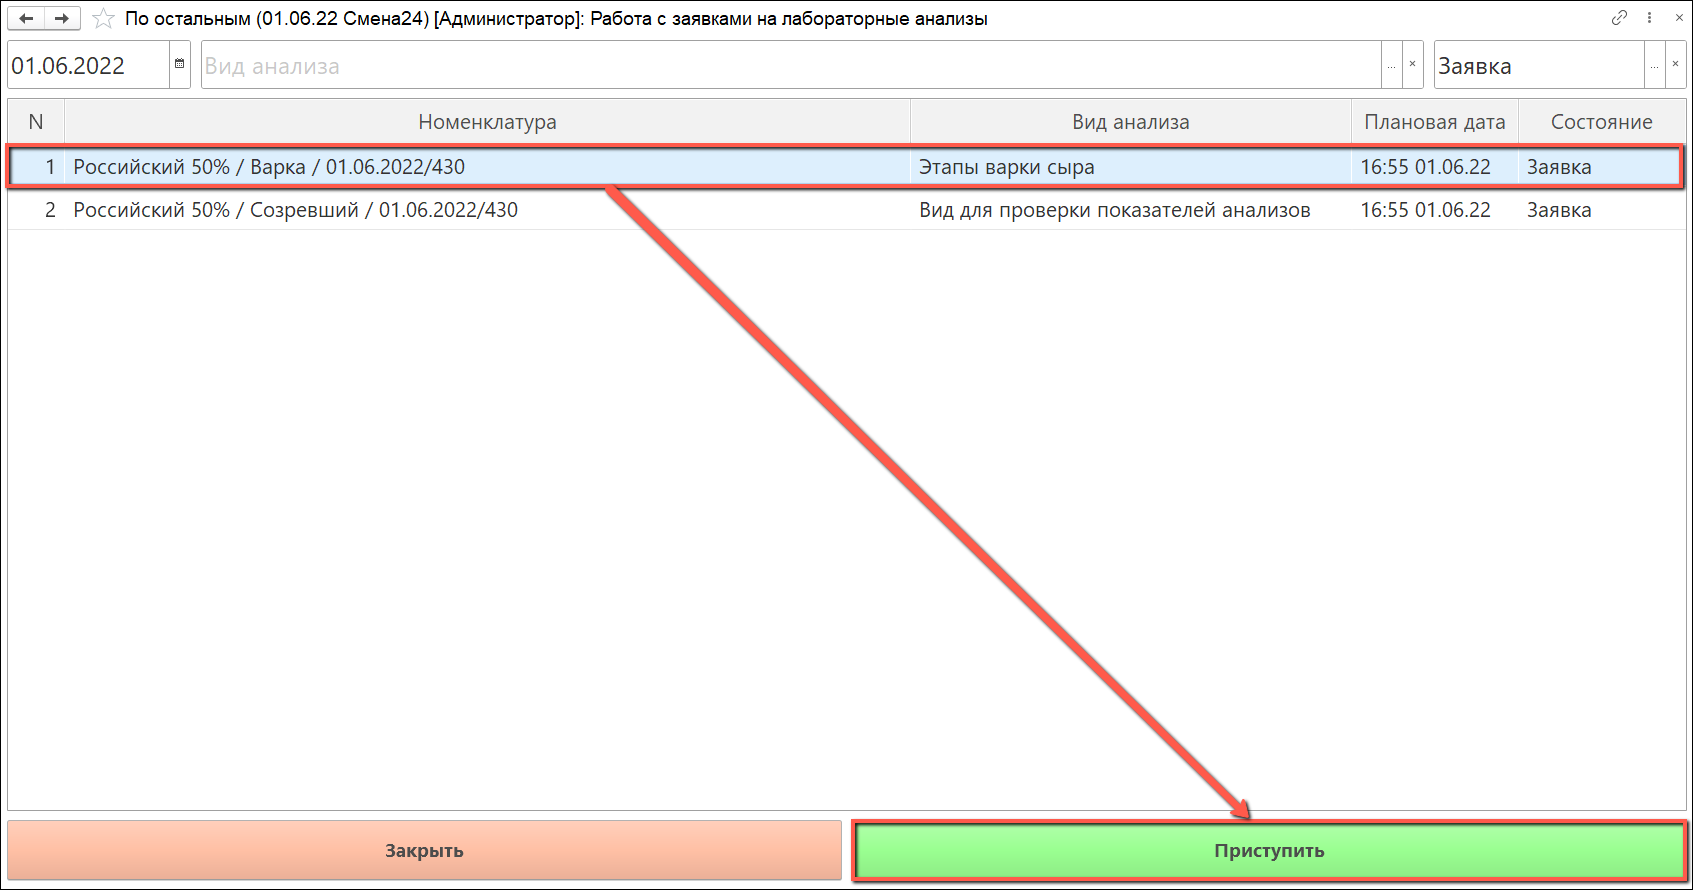 По остальным (01.06.22 Смена24) [Администратор]: Работа с заявками на лабораторные анализы
01.06.2022 Вид анализа ... × Заявка ... ×
N Номенклатура Вид анализа Плановая дата Состояние
1 Российский 50% / Варка / 01.06.2022/430 Этапы варки сыра 16:55 01.06.22 Заявка
2 Российский 50% / Созревший / 01.06.2022/430 Вид для проверки показателей анализов 16:55 01.06.22 Заявка
Закрыть Приступить